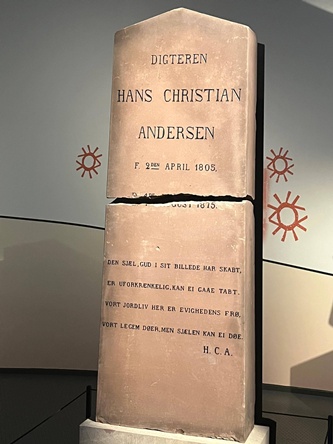 DIGTEREN
HANS CHRISTIAN
ANDERSEN
F. 2DEN APRIL 1805.
1875.
DEN SJÆL, GUD I SIT BILLEDE HAR SKABT,
ER UFORKRÆNKELIG, KAN EI GAAE TABT.
VORT JORDLIV HER ER EVIGHEDENS FRØ,
VORT LEGEM DØER, MEN SJÆLEN KAN EI DØE.
H. C. A.